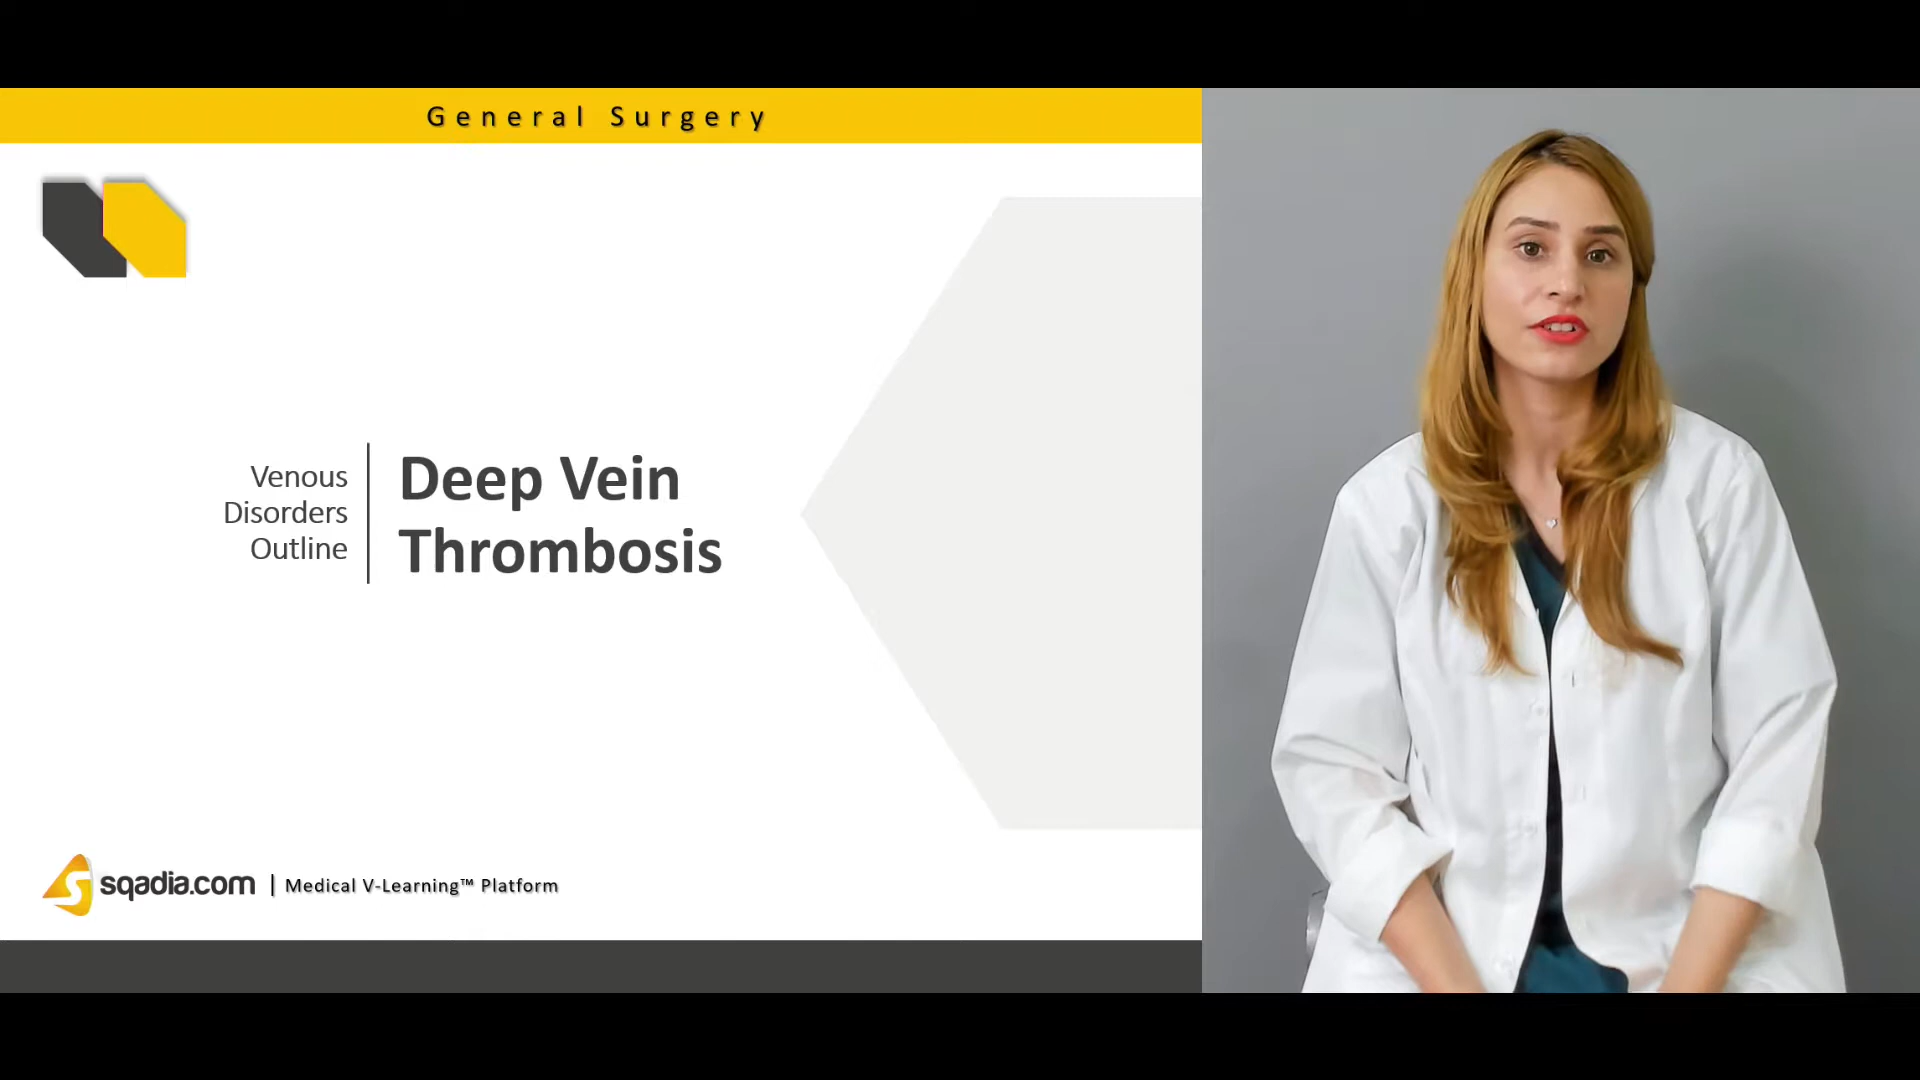 General Surgery
Venous
Disorders
Outline
Deep Vein
Thrombosis
sqadia.com | Medical V-Learning™ Platform